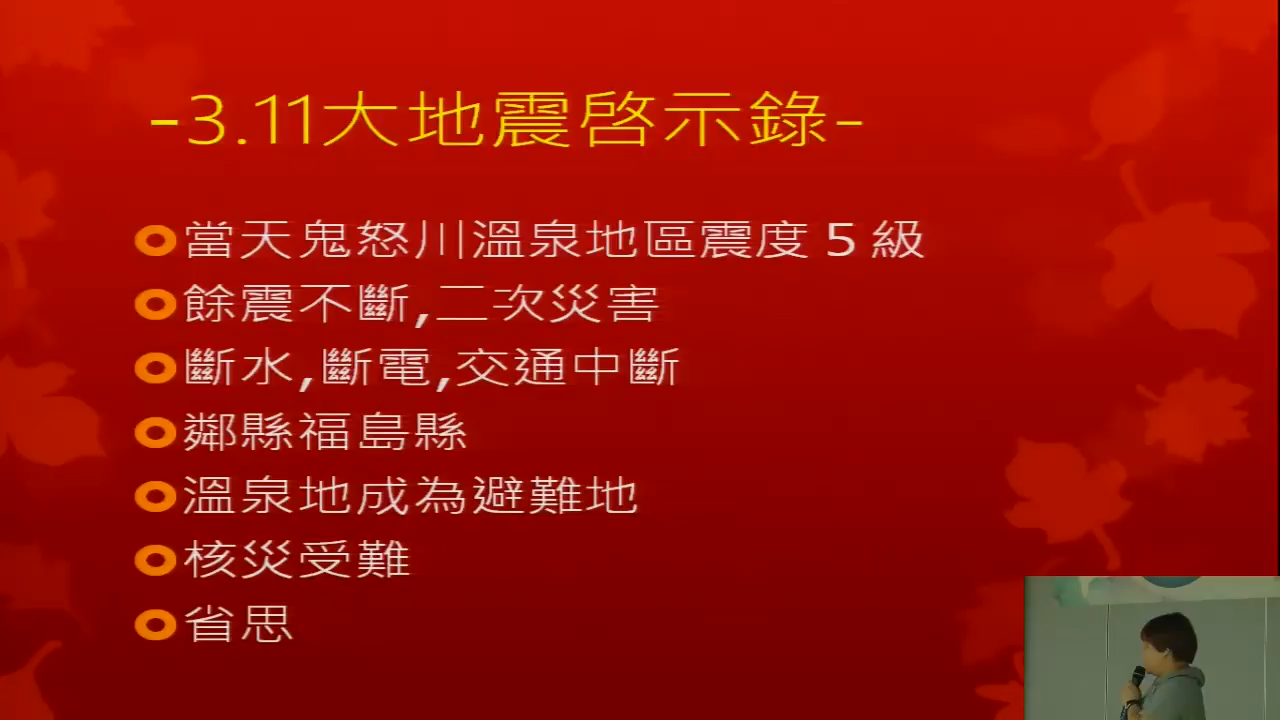 -3.11大地震啓示錄-
當天鬼怒川溫泉地區震度5級
餘震不斷,二次災害
斷水,斷電,交通中斷
鄰縣福島縣
溫泉地成為避難地
核災受難
省思